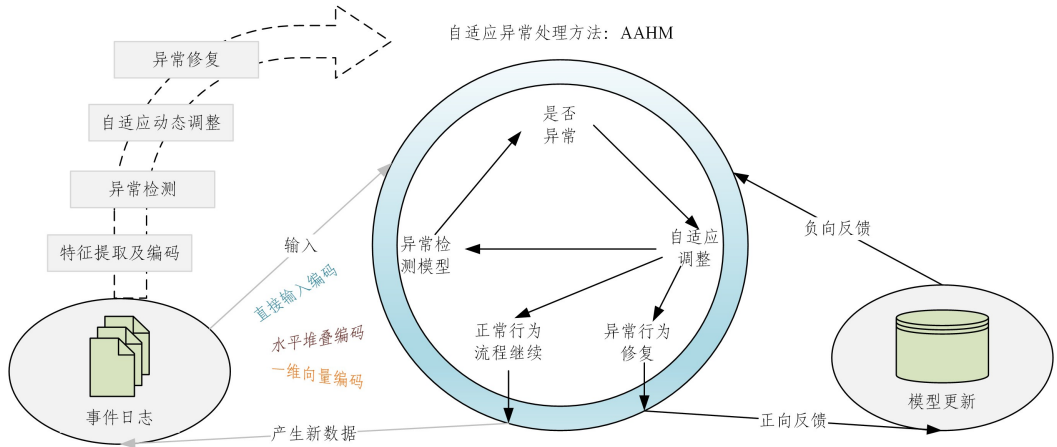 自适应异常处理方法：AAHM
异常修复
自适应动态调整
异常检测
特征提取及编码
事件日志
输入
直接输入编码
水平堆叠编码
一维向量编码
产生新数据
是否
异常
异常检
测模型
自适应
调整
正常行为
流程继续
异常行为
修复
负向反馈
模型更新
正向反馈